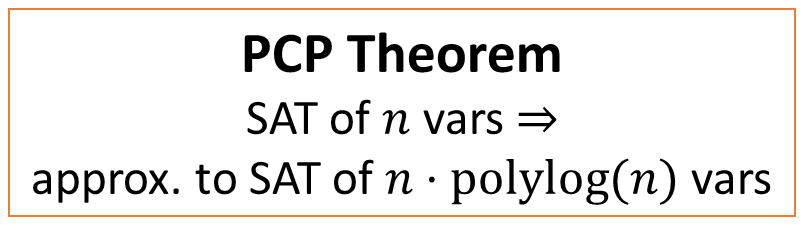 PCP Theorem
SAT of n vars ⇒
approx. to SAT of n · polylog(n) vars